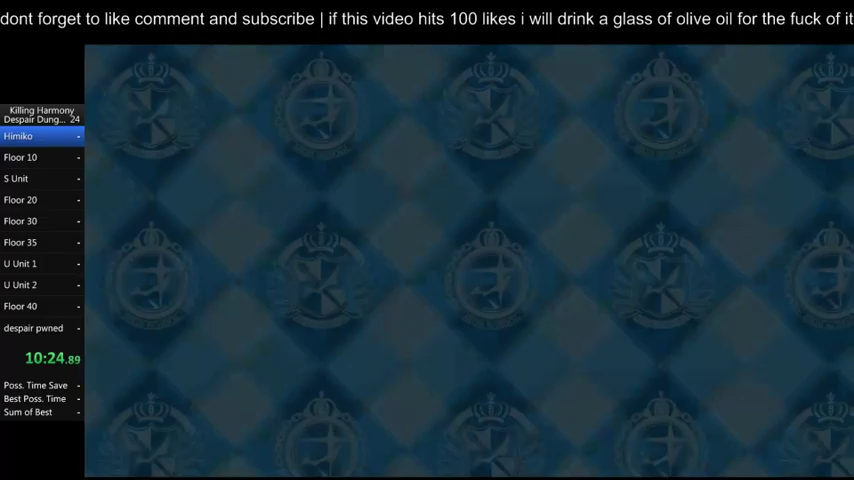 dont forget to like comment and subscribe | if this video hits 100 likes i will drink a glass of olive oil for the fuck of it
Killing Harmony
Despair Dung... 24
Himiko -
Floor 10 -
S Unit -
Floor 20 -
Floor 30 -
Floor 35 -
U Unit 1 -
U Unit 2 -
Floor 40 -
despair pwned -
10:24.89
Poss. Time Save -
Best Poss. Time -
Sum of Best -